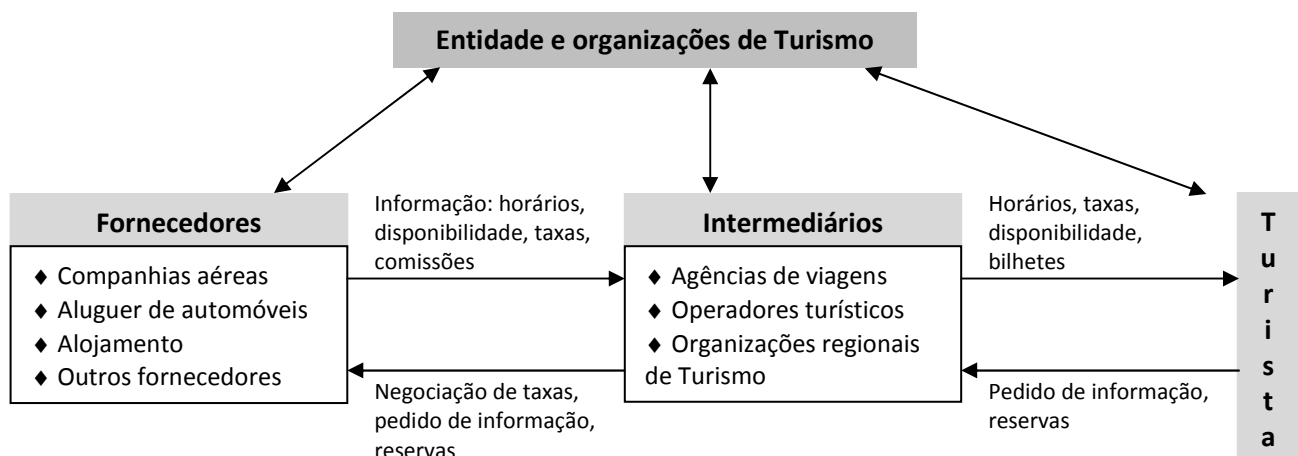 Entidade e organizações de Turismo
Fornecedores
♦ Companhias aéreas
♦ Aluguer de automóveis
♦ Alojamento
♦ Outros fornecedores
Informação: horários,
disponibilidade, taxas,
comissões
Negociação de taxas,
pedido de informação,
reservas
Intermediários
♦ Agências de viagens
♦ Operadores turísticos
♦ Organizações regionais
de Turismo
Horários, taxas,
disponibilidade,
bilhetes
Pedido de informação,
reservas
T
u
r
i
s
t
a